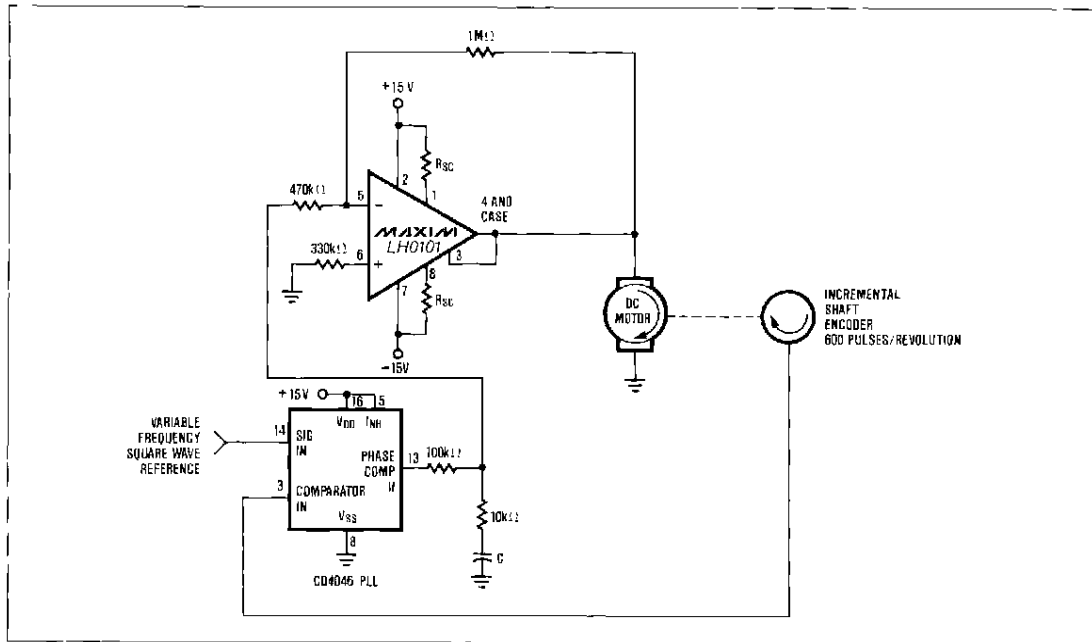 1MΩ
+15V
RSC
2
1
470kΩ
5
−
4 AND
CASE
MAXIM
LH0101
3
330kΩ
6
+
8
7
RSC
−15V
DC
MOTOR
INCREMENTAL
SHAFT
ENCODER
600 PULSES/REVOLUTION
+15V
16
5
VDD
INH
VARIABLE
FREQUENCY
SQUARE WAVE
REFERENCE
14
SIG
IN
PHASE
COMP
II
13
100kΩ
3
COMPARATOR
IN
VSS
8
10kΩ
C
CD4046 PLL